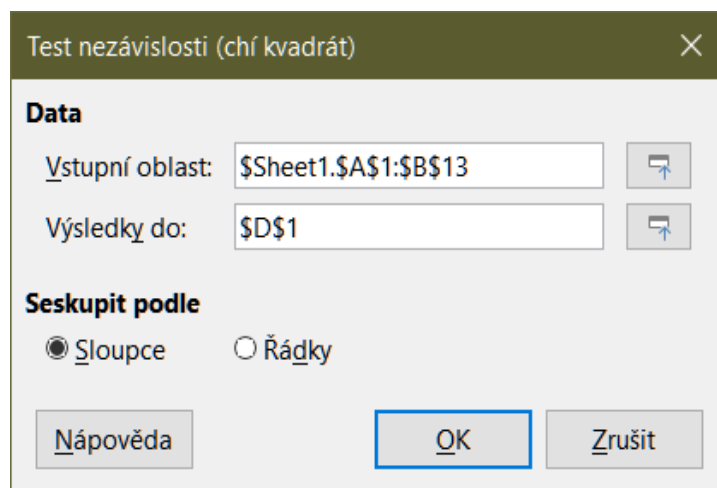 Test nezávislosti (chí kvadrát)
Data
Vstupní oblast: $Sheet1.$A$1:$B$13
Výsledky do: $D$1
Seskupit podle
Sloupce Řádky
Nápověda OK Zrušit